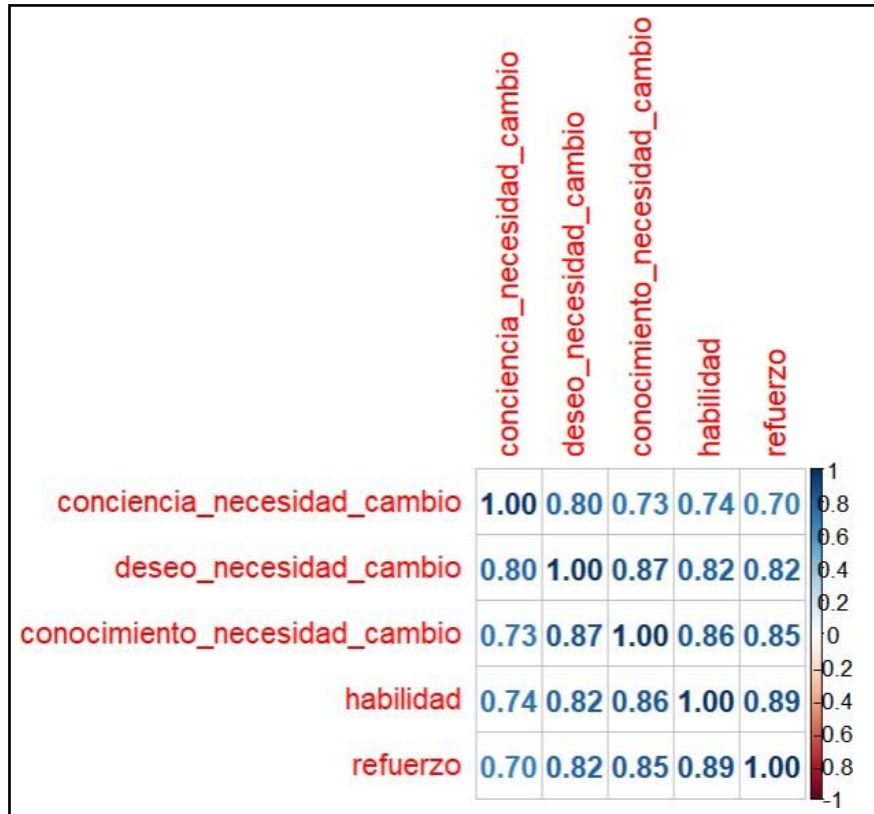 conciencia_necesidad_cambio
deseo_necesidad_cambio
conocimiento_necesidad_cambio
habilidad
refuerzo
conciencia_necesidad_cambio 1.00 0.80 0.73 0.74 0.70
deseo_necesidad_cambio 0.80 1.00 0.87 0.82 0.82
conocimiento_necesidad_cambio 0.73 0.87 1.00 0.86 0.85
habilidad 0.74 0.82 0.86 1.00 0.89
refuerzo 0.70 0.82 0.85 0.89 1.00
1
0.8
0.6
0.4
0.2
0
-0.2
-0.4
-0.6
-0.8
-1